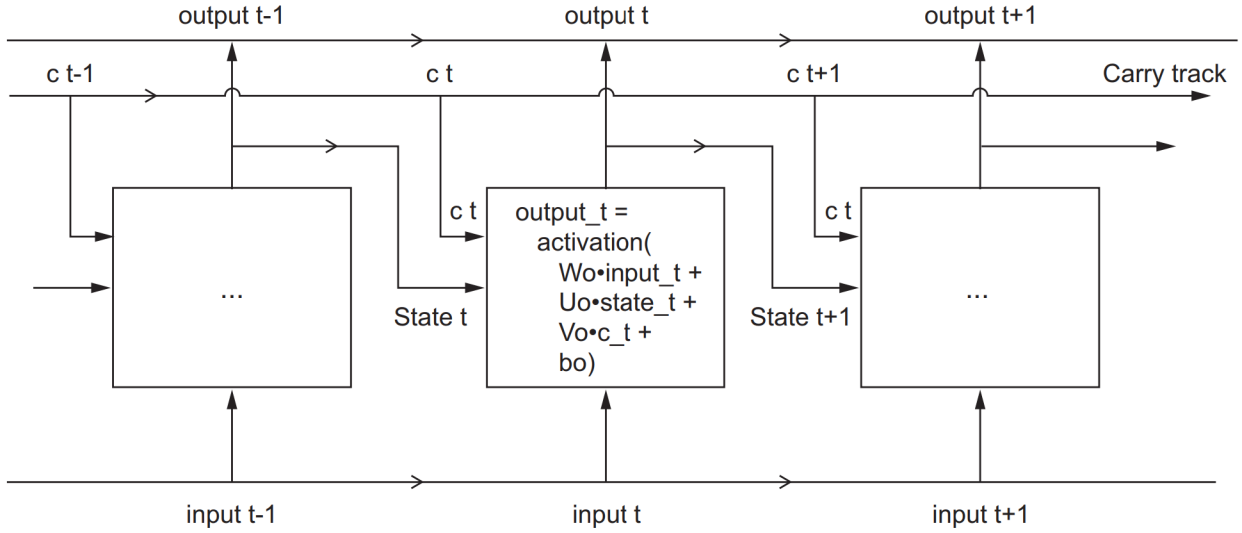 output t-1
output t
output t+1
c t-1
c t
c t+1
Carry track
c t
c t
output_t =
activation(
Wo•input_t +
Uo•state_t +
Vo•c_t +
bo)
...
...
State t
State t+1
input t-1
input t
input t+1